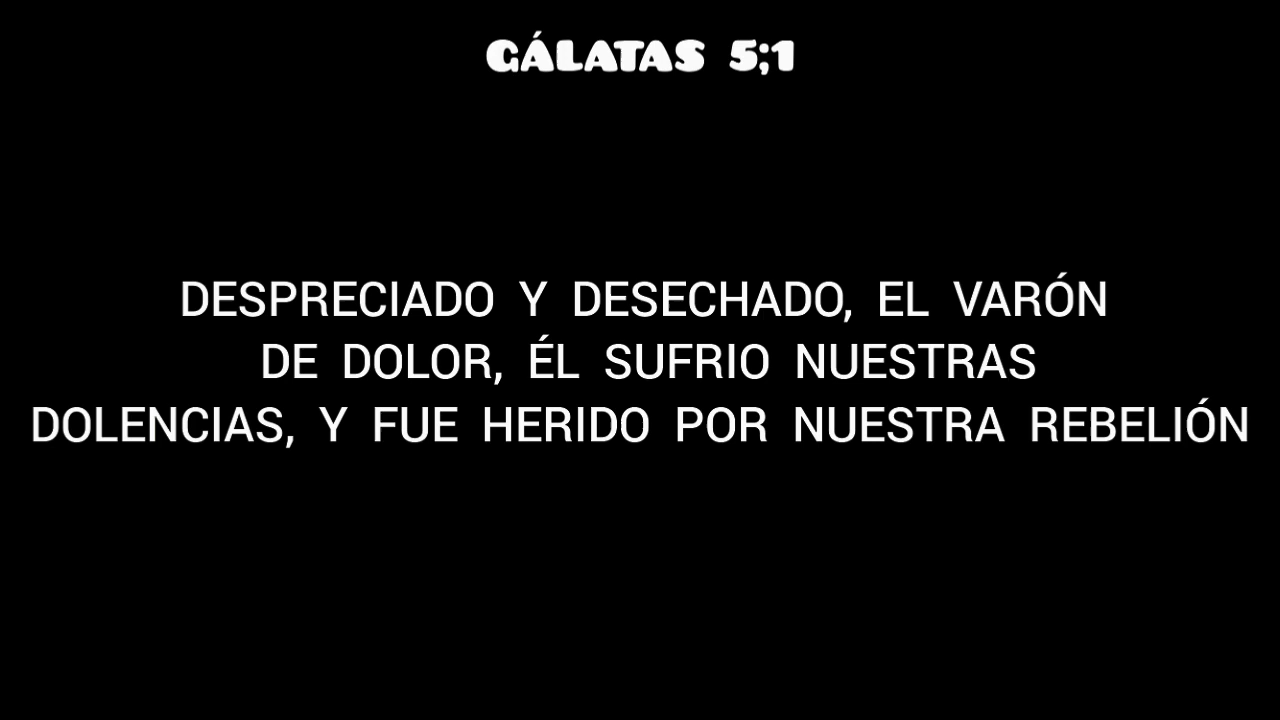 GÁLATAS 5;1
DESPRECIADO Y DESECHADO, EL VARÓN
DE DOLOR, ÉL SUFRIO NUESTRAS
DOLENCIAS, Y FUE HERIDO POR NUESTRA REBELIÓN